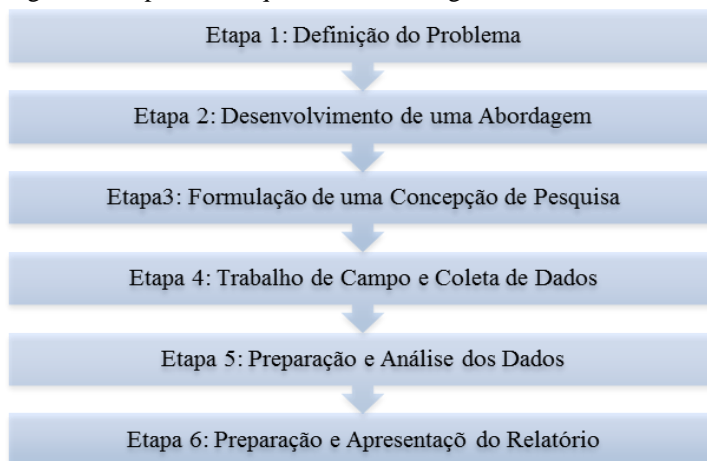 Etapa 1: Definição do Problema
Etapa 2: Desenvolvimento de uma Abordagem
Etapa3: Formulação de uma Concepção de Pesquisa
Etapa 4: Trabalho de Campo e Coleta de Dados
Etapa 5: Preparação e Análise dos Dados
Etapa 6: Preparação e Apresentaçõ do Relatório